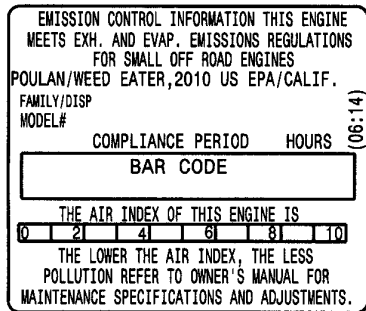 EMISSION CONTROL INFORMATION THIS ENGINE
MEETS EXH. AND EVAP. EMISSIONS REGULATIONS
FOR SMALL OFF ROAD ENGINES
POULAN/WEED EATER,2010 US EPA/CALIF.
FAMILY/DISP
MODEL#
COMPLIANCE PERIOD HOURS
(06:14)
BAR CODE
THE AIR INDEX OF THIS ENGINE IS
0 2 4 6 8 10
THE LOWER THE AIR INDEX, THE LESS
POLLUTION REFER TO OWNER'S MANUAL FOR
MAINTENANCE SPECIFICATIONS AND ADJUSTMENTS.